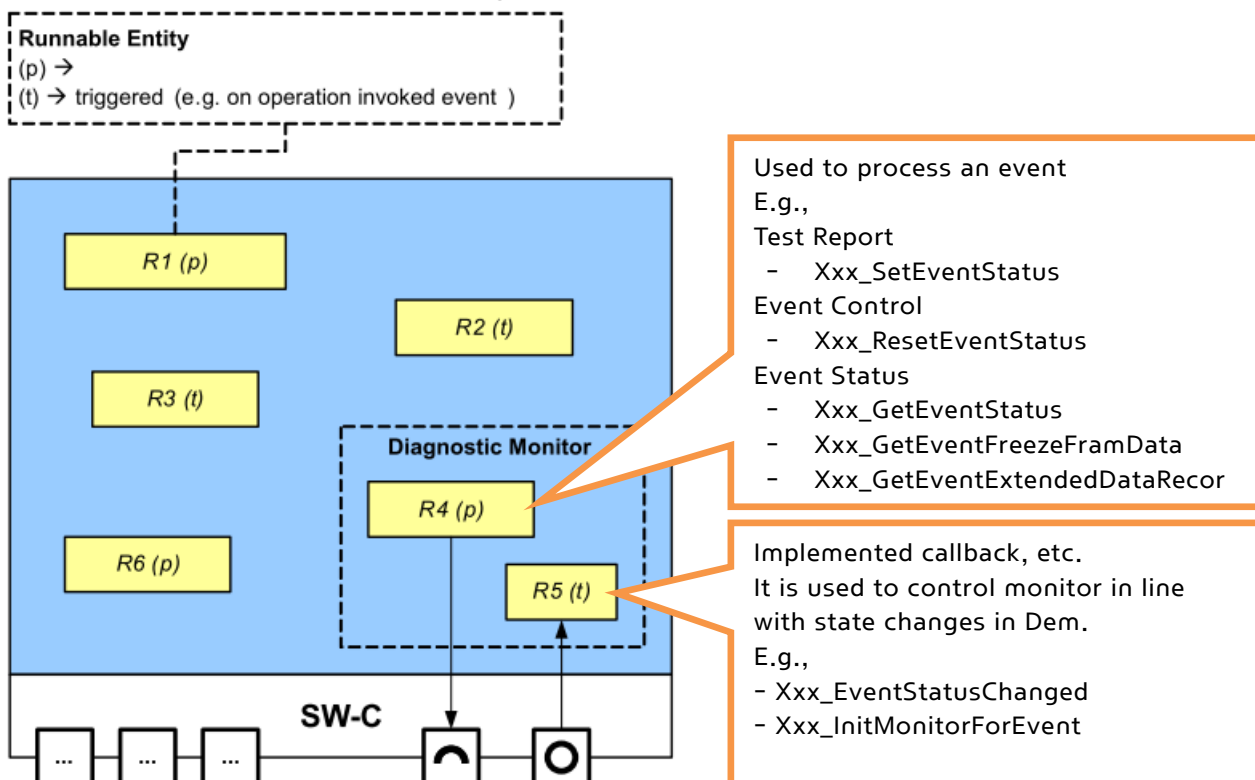 Runnable Entity
(p) →
(t) → triggered (e.g. on operation invoked event )
R1 (p)
R2 (t)
R3 (t)
Diagnostic Monitor
R4 (p)
R5 (t)
R6 (p)
SW-C
...
...
...
Used to process an event
E.g.,
Test Report
- Xxx_SetEventStatus
Event Control
- Xxx_ResetEventStatus
Event Status
- Xxx_GetEventStatus
- Xxx_GetEventFreezeFramData
- Xxx_GetEventExtendedDataRecor
Implemented callback, etc.
It is used to control monitor in line
with state changes in Dem.
E.g.,
- Xxx_EventStatusChanged
- Xxx_InitMonitorForEvent